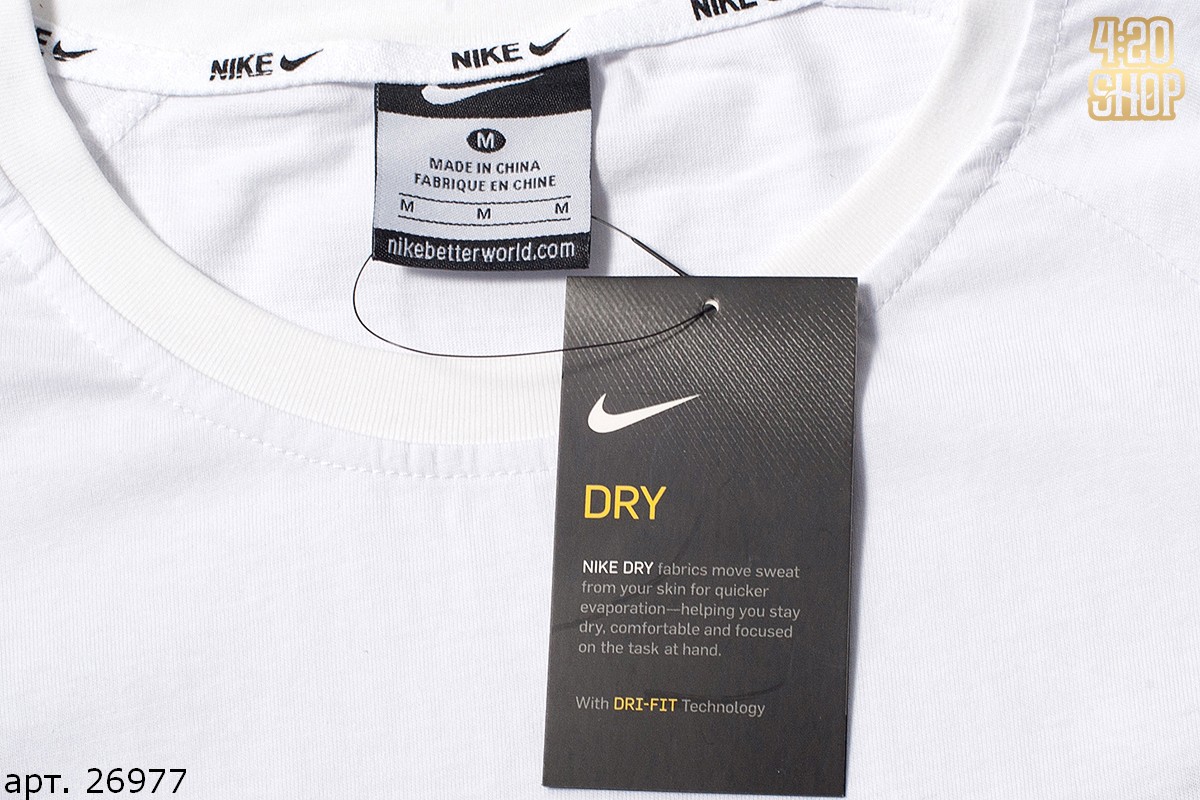 NIKE
NIKE
NIKE
4:20
SHOP
M
MADE IN CHINA
FABRIQUE EN CHINE
M M M
nikebetterworld.com
DRY
NIKE DRY fabrics move sweat
from your skin for quicker
evaporation—helping you stay
dry, comfortable and focused
on the task at hand.
With DRI-FIT Technology
арт. 26977